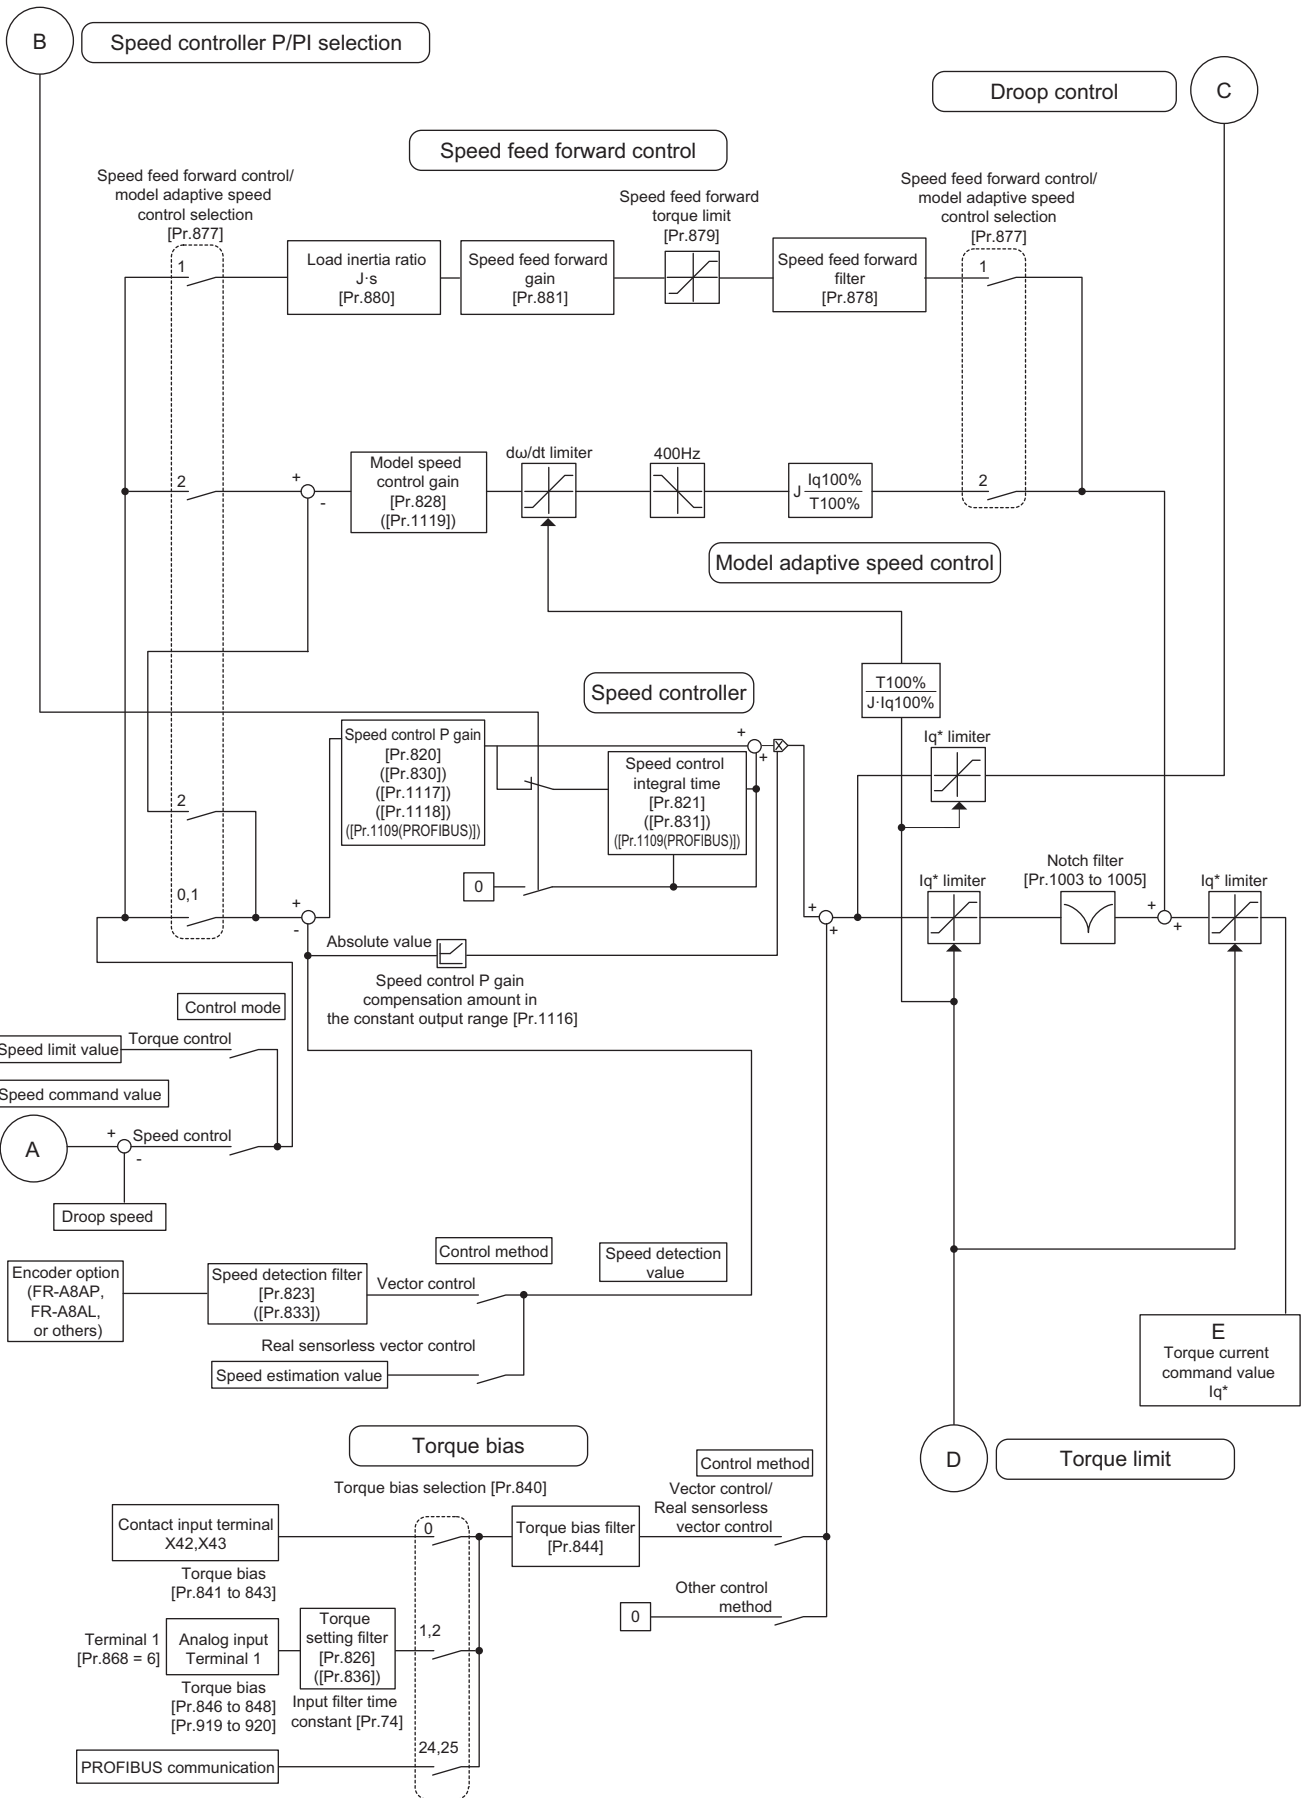 B
Speed controller P/PI selection
Droop control
C
Speed feed forward control
Speed feed forward control/
model adaptive speed
control selection
[Pr.877]
Speed feed forward
torque limit
[Pr.879]
Speed feed forward control/
model adaptive speed
control selection
[Pr.877]
1
Load inertia ratio
J·s
[Pr.880]
Speed feed forward
gain
[Pr.881]
Speed feed forward
filter
[Pr.878]
1
2
+
-
Model speed
control gain
[Pr.828]
([Pr.1119])
dω/dt limiter
400Hz
J Iq100%
T100%
2
Model adaptive speed control
T100%
J·Iq100%
Speed controller
Speed control P gain
[Pr.820]
([Pr.830])
([Pr.1117])
([Pr.1118])
([Pr.1109(PROFIBUS)])
Speed control
integral time
[Pr.821]
([Pr.831])
([Pr.1109(PROFIBUS)])
+
+
X
Iq* limiter
2
0
0,1
+
-
Absolute value
Speed control P gain
compensation amount in
the constant output range [Pr.1116]
+
+
Iq* limiter
Notch filter
[Pr.1003 to 1005]
+
+
Iq* limiter
Control mode
Speed limit value
Torque control
Speed command value
A
+
-
Speed control
Droop speed
Encoder option
(FR-A8AP,
FR-A8AL,
or others)
Speed detection filter
[Pr.823]
([Pr.833])
Control method
Vector control
Speed detection
value
Real sensorless vector control
Speed estimation value
E
Torque current
command value
Iq*
D
Torque limit
Torque bias
Torque bias selection [Pr.840]
Control method
Vector control/
Real sensorless
vector control
Contact input terminal
X42,X43
Torque bias
[Pr.841 to 843]
0
Torque bias filter
[Pr.844]
Other control
method
0
Terminal 1
[Pr.868 = 6]
Analog input
Terminal 1
Torque bias
[Pr.846 to 848]
[Pr.919 to 920]
Torque
setting filter
[Pr.826]
([Pr.836])
Input filter time
constant [Pr.74]
1,2
24,25
PROFIBUS communication